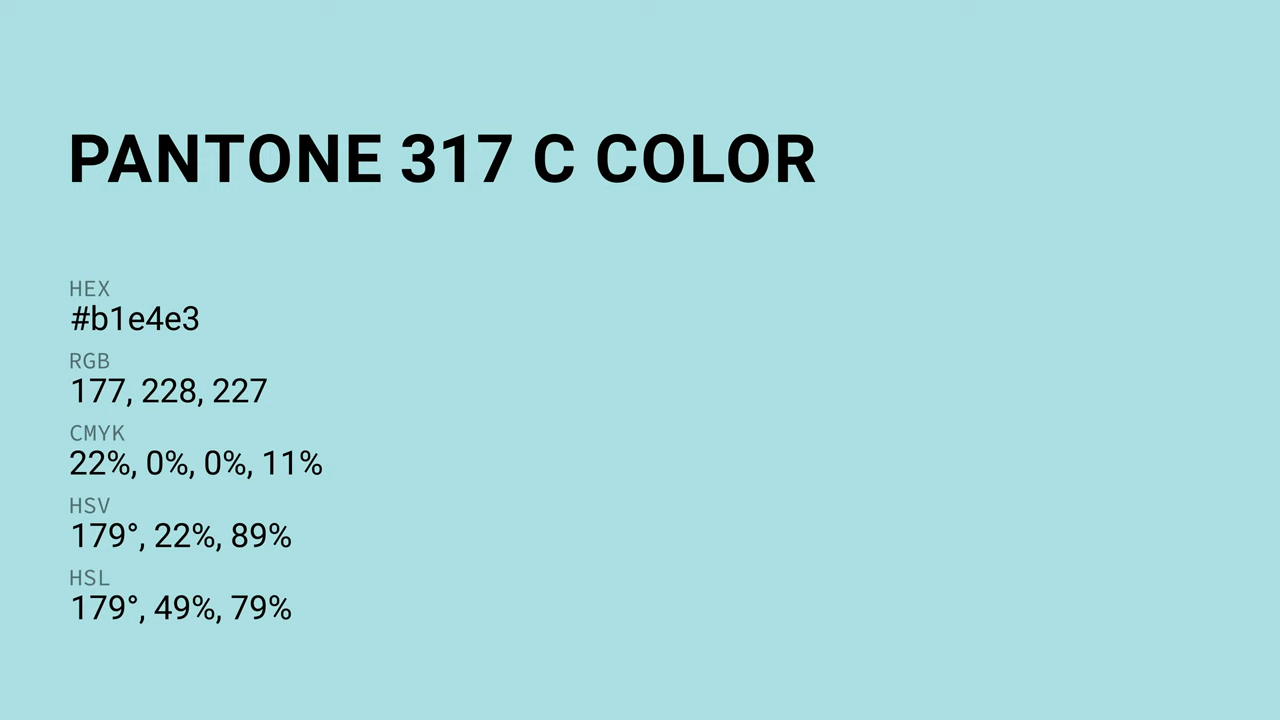 PANTONE 317 C COLOR
HEX
#b1e4e3
RGB
177, 228, 227
CMYK
22%, 0%, 0%, 11%
HSV
179°, 22%, 89%
HSL
179°, 49%, 79%